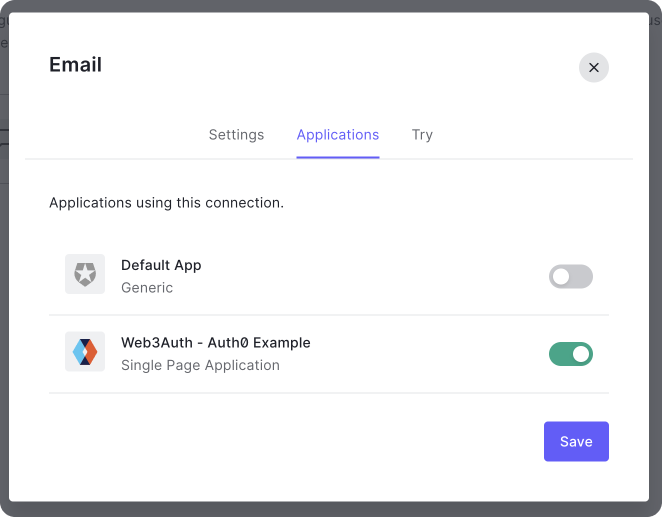 Email
Settings Applications Try
Applications using this connection.
Default App
Generic
Web3Auth - Auth0 Example
Single Page Application
Save